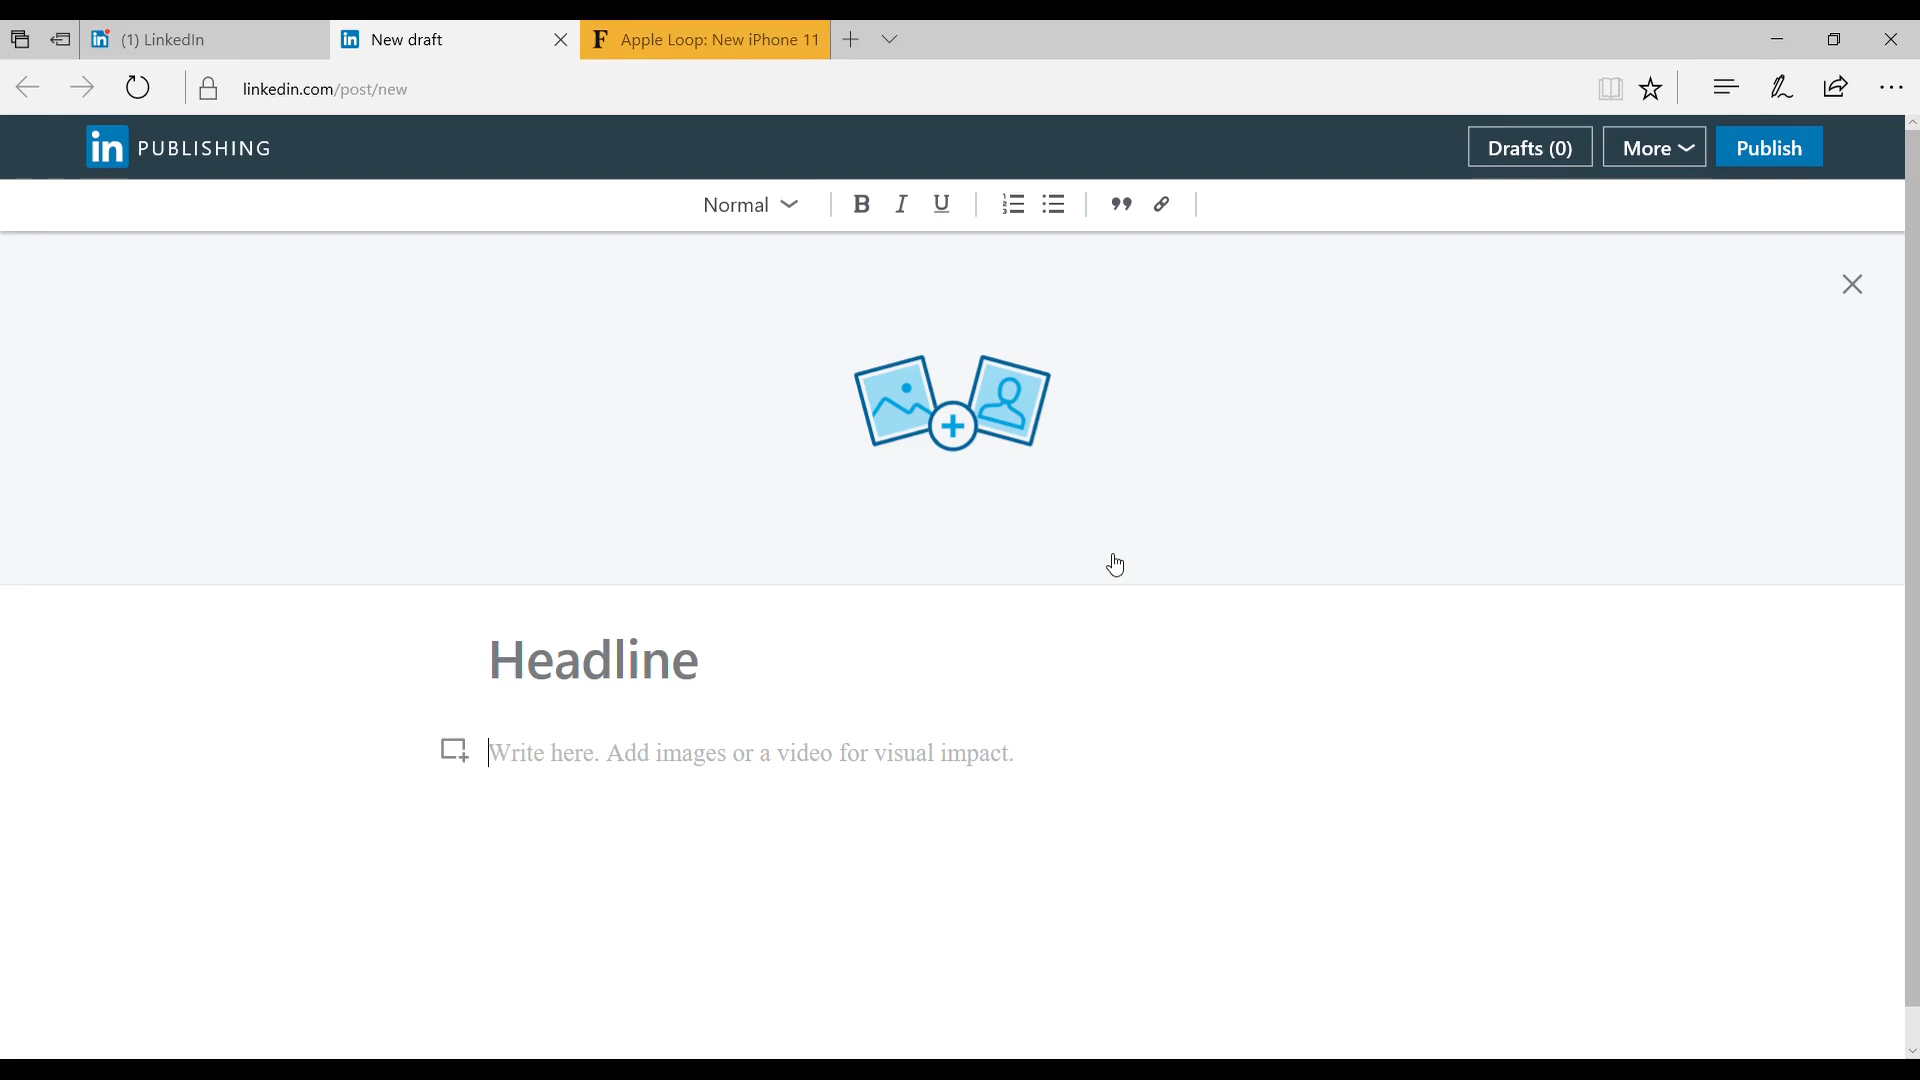 (1) LinkedIn
New draft
F Apple Loop: New iPhone 11
linkedin.com/post/new
in PUBLISHING
Drafts (0)
More
Publish
Normal
B I U
Headline
Write here. Add images or a video for visual impact.